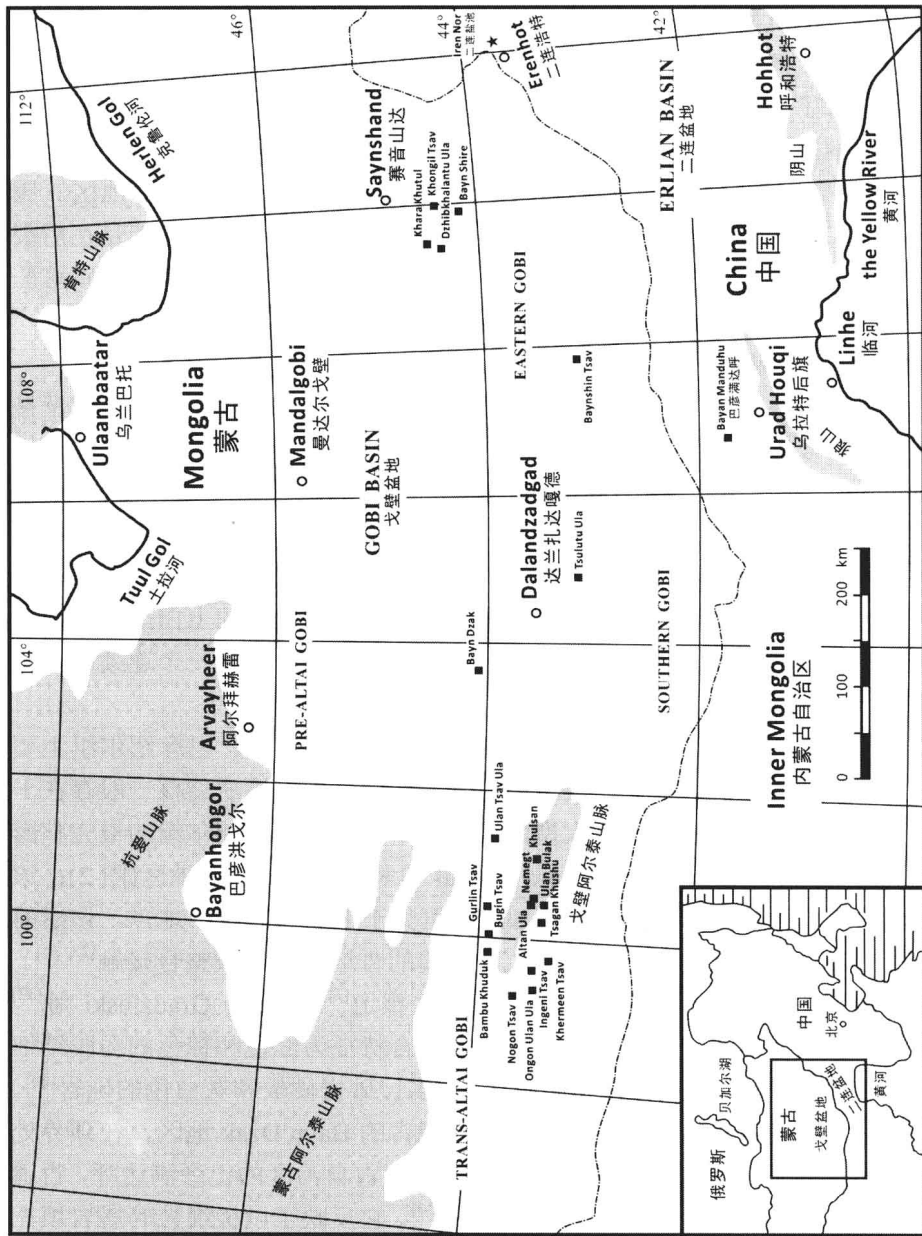 112°
108°
104°
100°
46°
44°
42°
Herlen Gol
克鲁伦河
肯特山脉
Ulaanbaatar
乌兰巴托
Tuul Gol
土拉河
Mongolia
蒙古
杭爱山脉
Arvayheer
阿尔拜赫雷
Bayanhongor
巴彦洪戈尔
蒙古阿尔泰山脉
Saynshand
赛音山达
Mandalgobi
曼达尔戈壁
PRE-ALTAI GOBI
GOBI BASIN
戈壁盆地
Khara Khutul
Khongil Tsav
Dzhibkhalantu Ula
Bayn Shire
Iren Nor
二连盐池
★
Erenhot
二连浩特
TRANS-ALTAI GOBI
Bambu Khuduk
Gurlin Tsav
Bugin Tsav
Ulan Tsav Ula
Bayn Dzak
Nogon Tsav
Ongon Ulan Ula
Ingeni Tsav
Khermeen Tsav
Altan Ula
Nemegt
Khulsan
Ulan Bulak
Tsagan Khushu
戈壁阿尔泰山脉
Dalandzadgad
达兰扎达嘎德
Tsulutu Ula
EASTERN GOBI
Baynshin Tsav
SOUTHERN GOBI
ERLIAN BASIN
二连盆地
China
中国
Bayan Manduhu
巴彦满达呼
Urad Houqi
乌拉特后旗
狼山
Linhe
临河
Hohhot
呼和浩特
阴山
the Yellow River
黄河
Inner Mongolia
内蒙古自治区
0 100 200 km
俄罗斯
贝加尔湖
蒙古
戈壁盆地
二连盆地
中国
北京
黄河